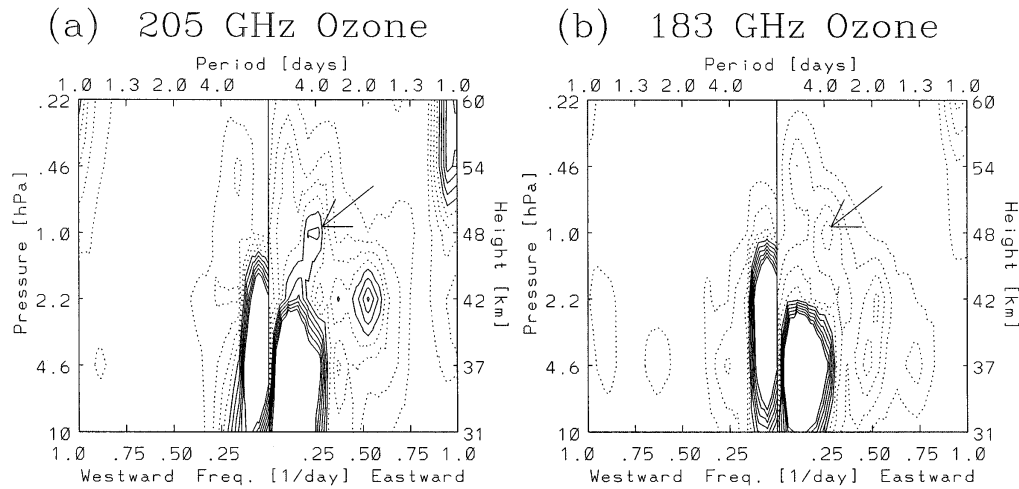 (a) 205 GHz Ozone
Period [days]
1.0 1.3 2.0 4.0 4.0 2.0 1.3 1.0
.22 60
.46 54
1.0 48
2.2 42
4.6 37
10 31
Pressure [hPa]
Height [km]
1.0 .75 .50 .25 .25 .50 .75 1.0
Westward Freq. [1/day] Eastward
(b) 183 GHz Ozone
Period [days]
1.0 1.3 2.0 4.0 4.0 2.0 1.3 1.0
.22 60
.46 54
1.0 48
2.2 42
4.6 37
10 31
Pressure [hPa]
Height [km]
1.0 .75 .50 .25 .25 .50 .75 1.0
Westward Freq. [1/day] Eastward